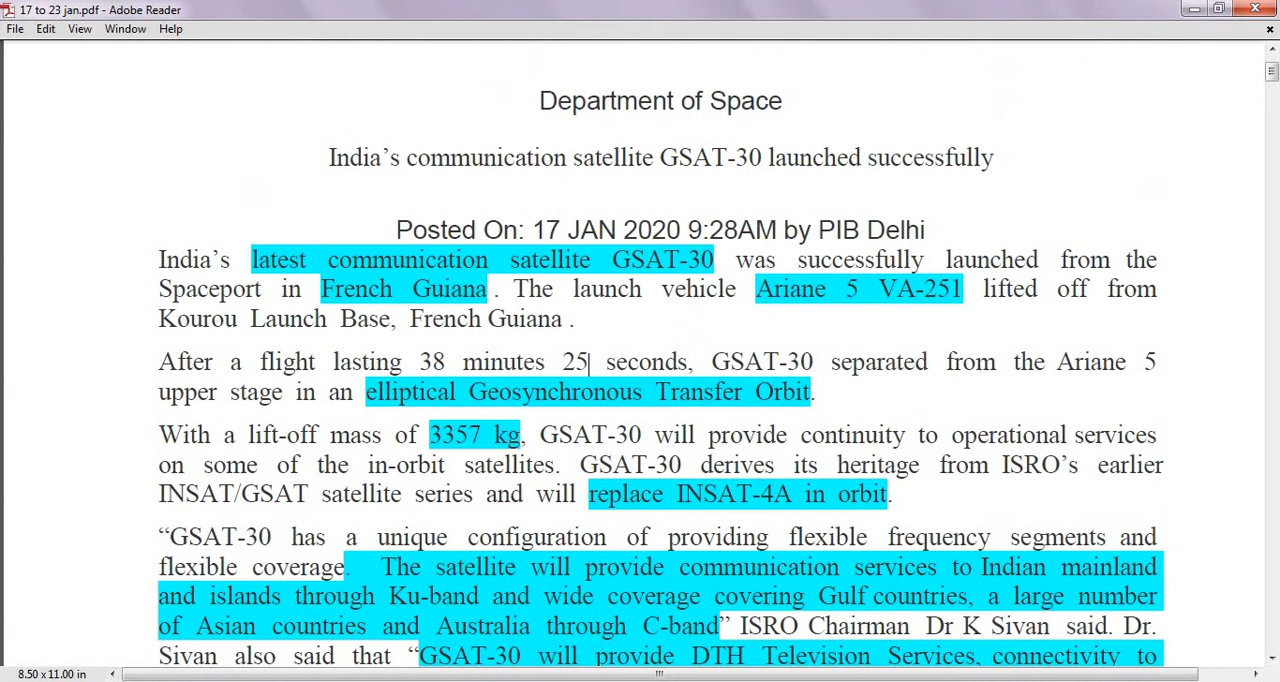 17 to 23 jan.pdf - Adobe Reader
File Edit View Window Help
Department of Space
India’s communication satellite GSAT-30 launched successfully
Posted On: 17 JAN 2020 9:28AM by PIB Delhi
India’s latest communication satellite GSAT-30 was successfully launched from the
Spaceport in French Guiana . The launch vehicle Ariane 5 VA-251 lifted off from
Kourou Launch Base, French Guiana .
After a flight lasting 38 minutes 25 seconds, GSAT-30 separated from the Ariane 5
upper stage in an elliptical Geosynchronous Transfer Orbit.
With a lift-off mass of 3357 kg, GSAT-30 will provide continuity to operational services
on some of the in-orbit satellites. GSAT-30 derives its heritage from ISRO’s earlier
INSAT/GSAT satellite series and will replace INSAT-4A in orbit.
“GSAT-30 has a unique configuration of providing flexible frequency segments and
flexible coverage. The satellite will provide communication services to Indian mainland
and islands through Ku-band and wide coverage covering Gulf countries, a large number
of Asian countries and Australia through C-band” ISRO Chairman Dr K Sivan said. Dr.
Sivan also said that “GSAT-30 will provide DTH Television Services, connectivity to
8.50 x 11.00 in